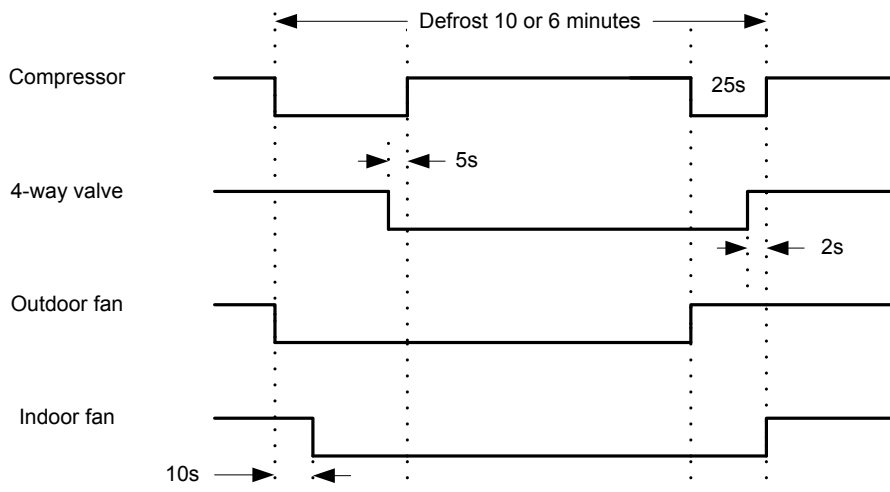 Defrost 10 or 6 minutes
Compressor
25s
5s
4-way valve
2s
Outdoor fan
Indoor fan
10s